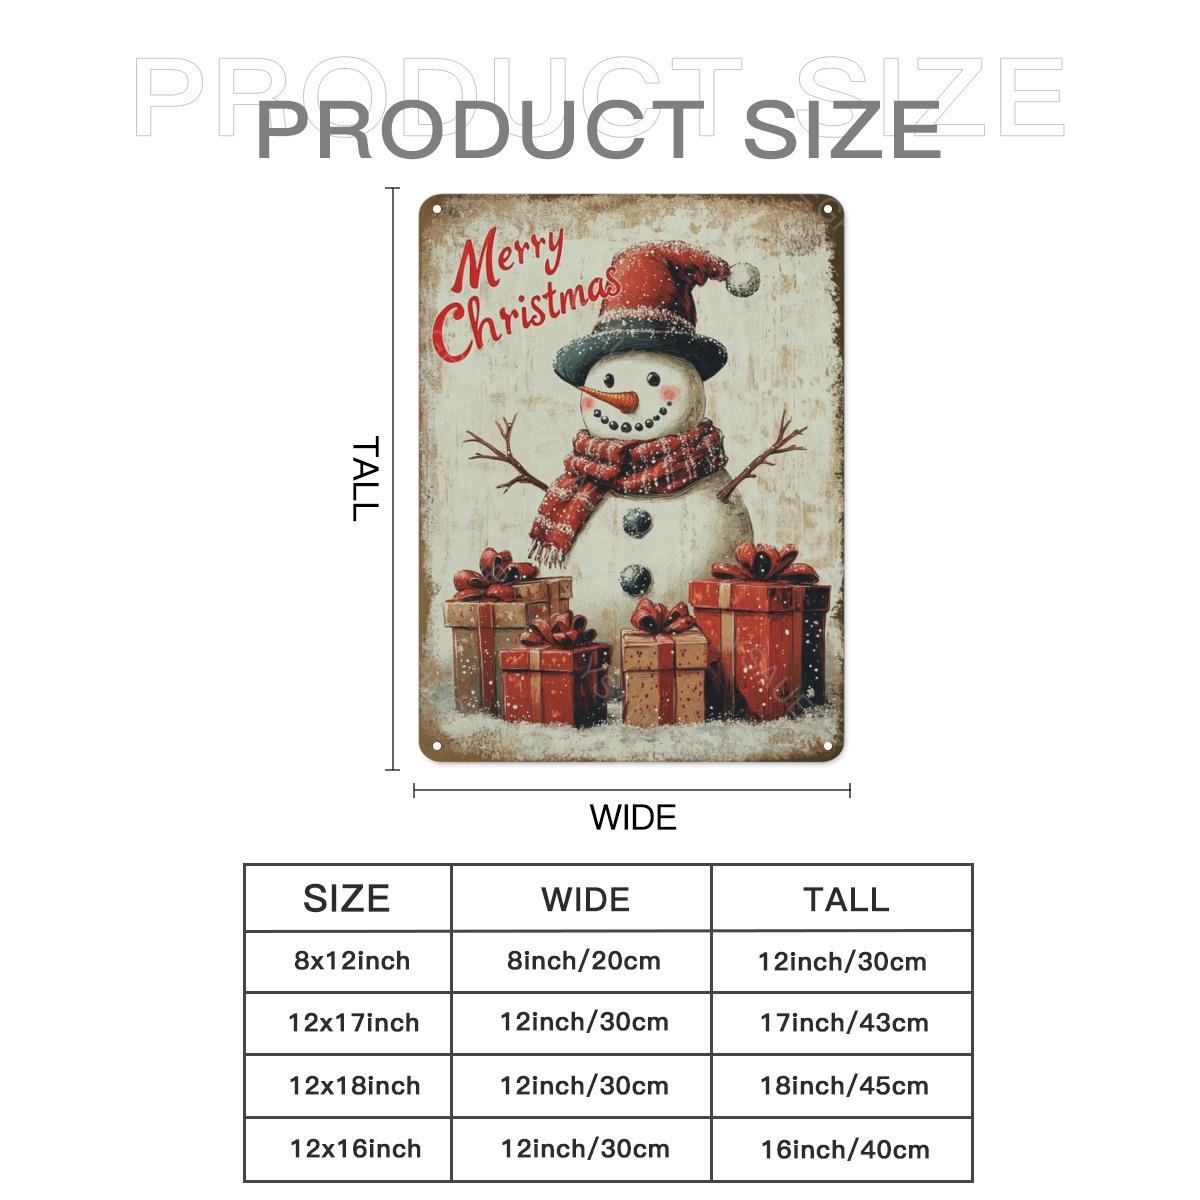 PRODUCT SIZE
PRODUCT SIZE
Merry
Christmas
TALL
WIDE
SIZE WIDE TALL
8x12inch 8inch/20cm 12inch/30cm
12x17inch 12inch/30cm 17inch/43cm
12x18inch 12inch/30cm 18inch/45cm
12x16inch 12inch/30cm 16inch/40cm